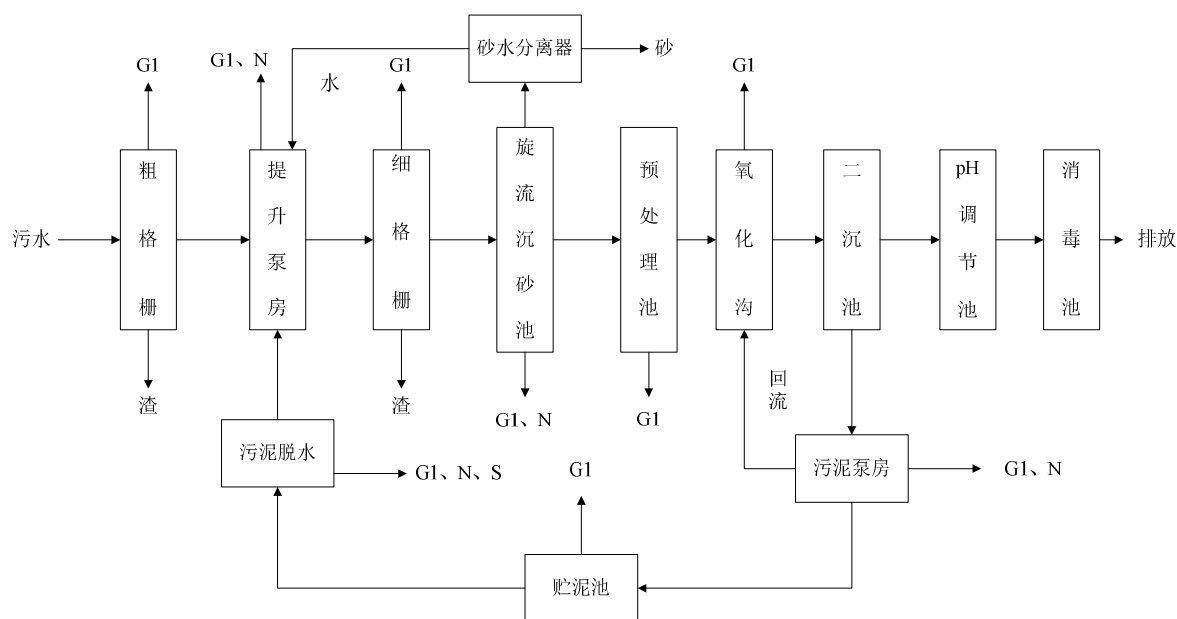 砂水分离器
砂
G1
G1、N
水
G1
G1
粗格栅
提升泵房
细格栅
旋流沉砂池
预处理池
氧化沟
二沉池
pH调节池
消毒池
污水
排放
渣
渣
G1、N
G1
回流
污泥脱水
G1、N、S
G1
污泥泵房
G1、N
贮泥池